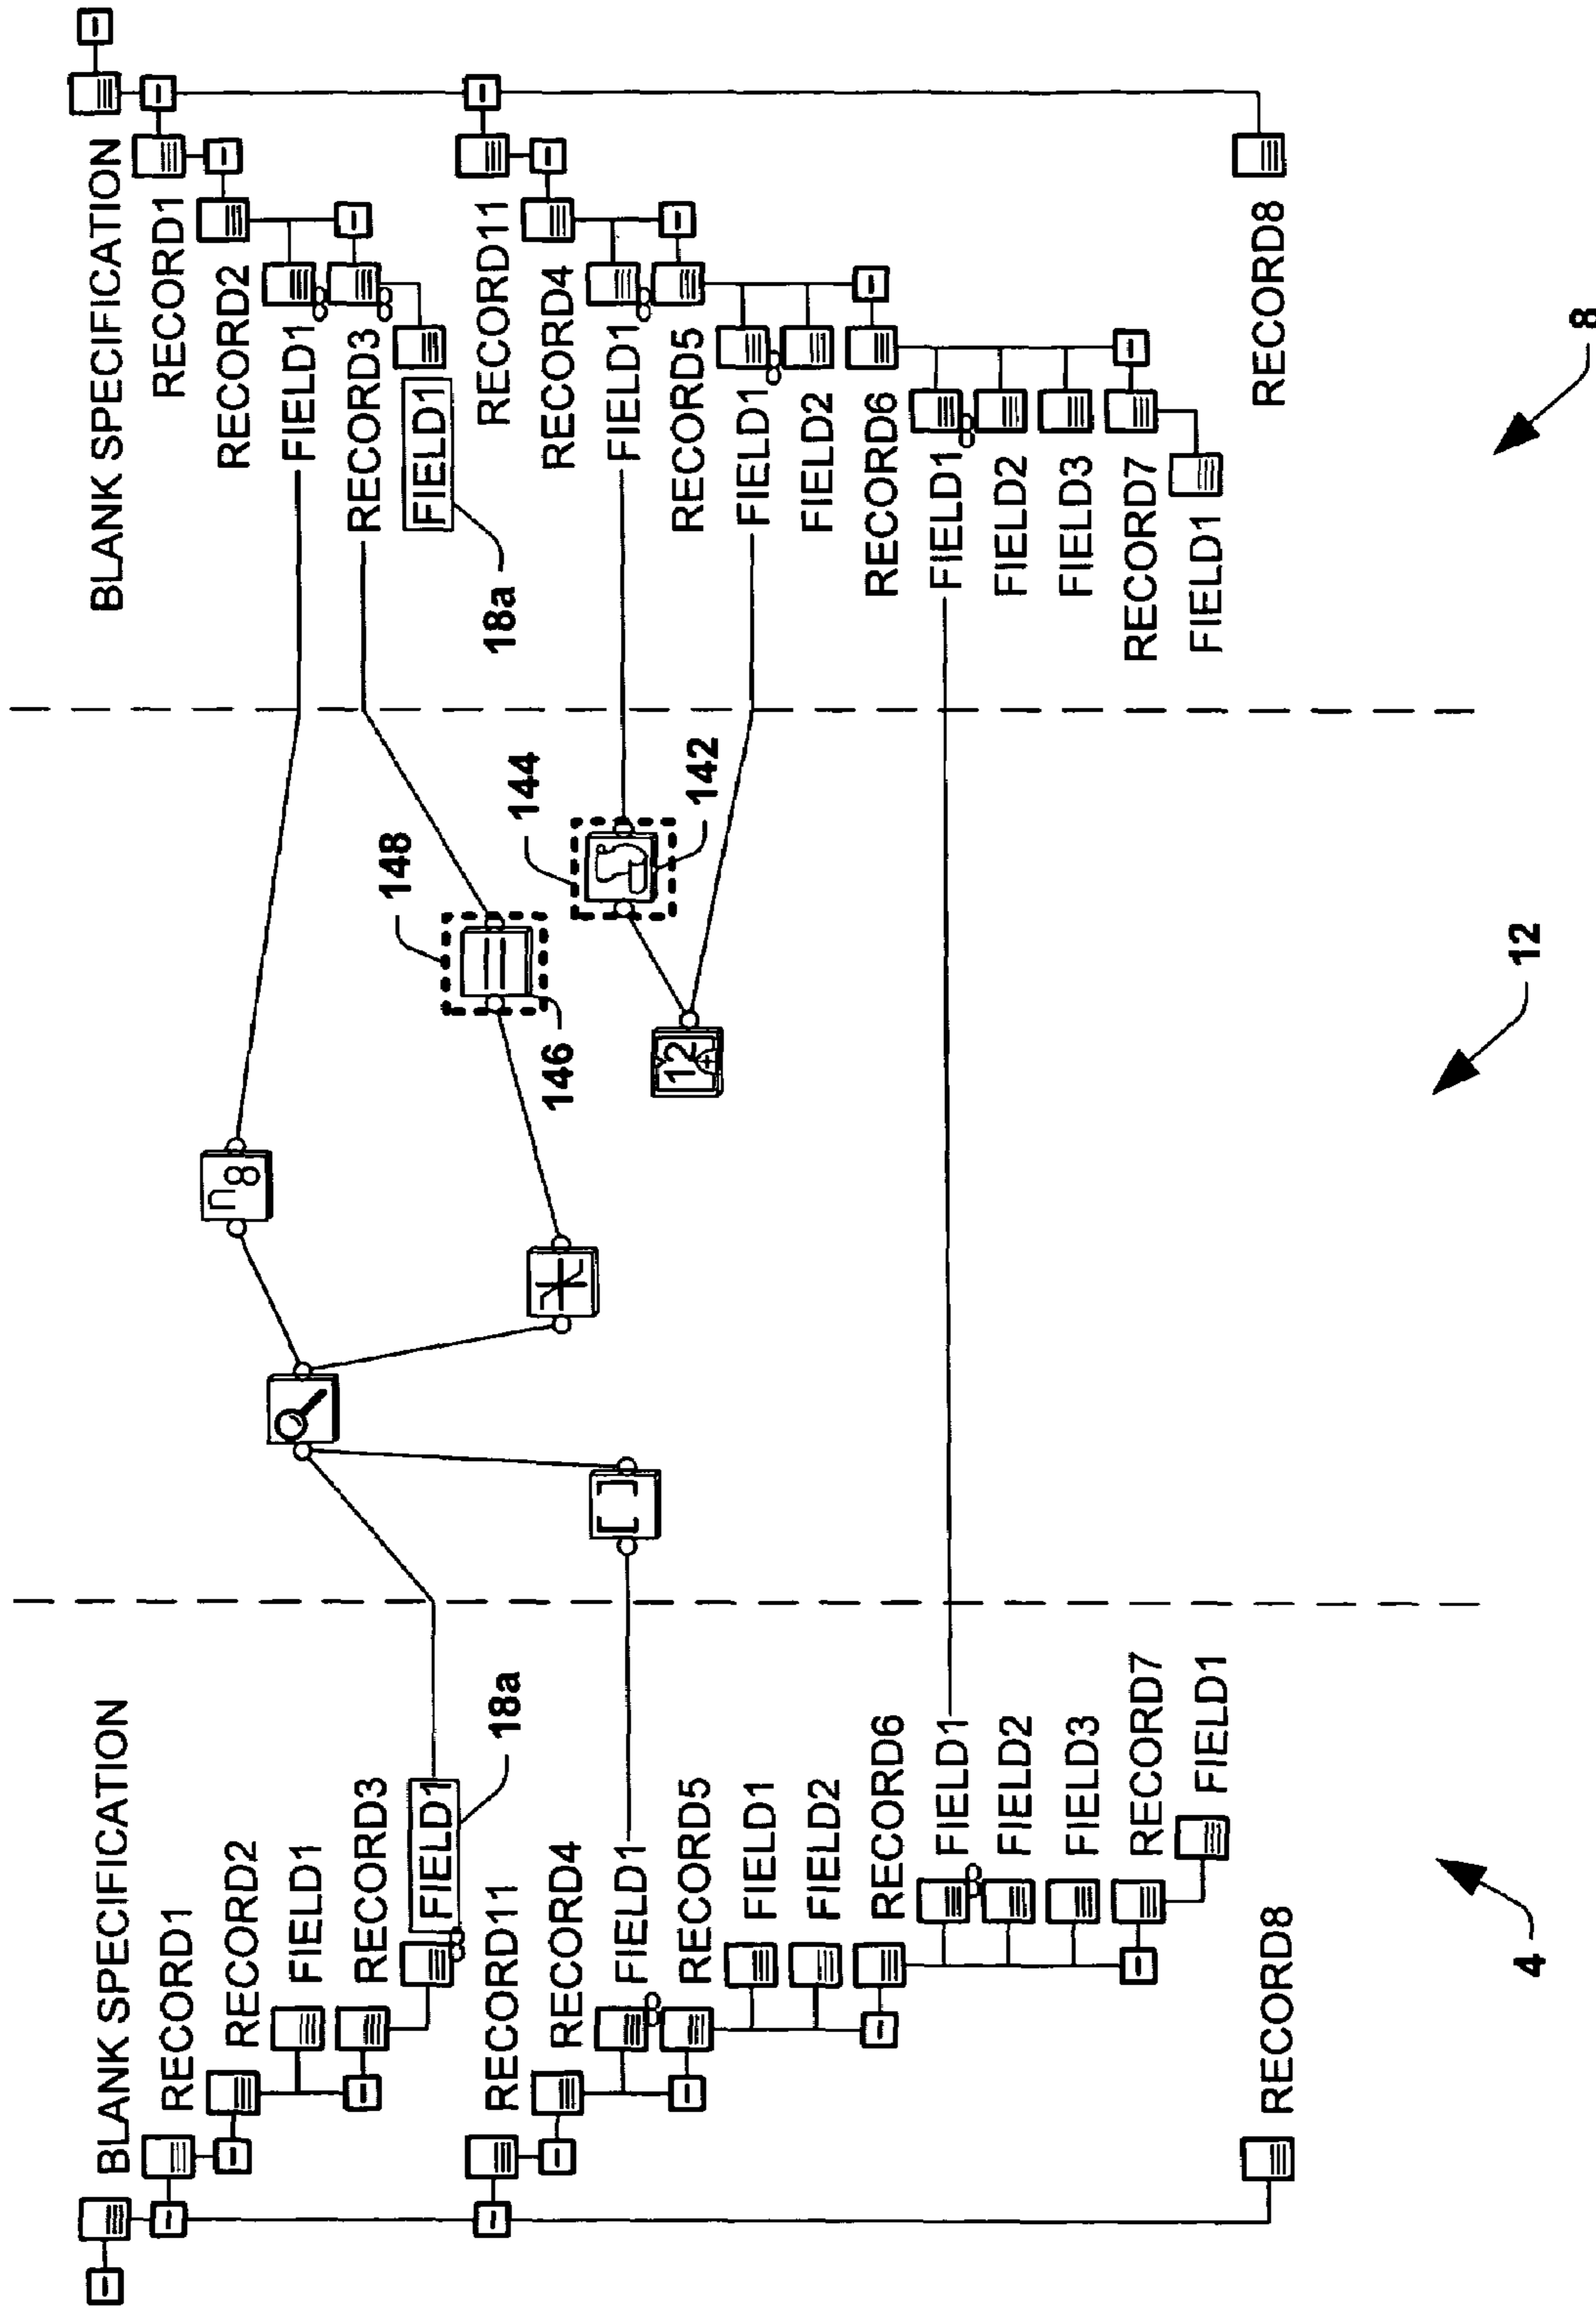 BLANK SPECIFICATION
RECORD1
RECORD2
FIELD1
RECORD3
FIELD1
18a
RECORD11
RECORD4
FIELD1
RECORD5
FIELD1
FIELD2
RECORD6
FIELD1
FIELD2
FIELD3
RECORD7
FIELD1
RECORD8
4
[ ]
n8
148
146
144
142
12
12
BLANK SPECIFICATION
RECORD1
RECORD2
FIELD1
RECORD3
FIELD1
18a
RECORD11
RECORD4
FIELD1
RECORD5
FIELD1
FIELD2
RECORD6
FIELD1
FIELD2
FIELD3
RECORD7
FIELD1
RECORD8
8